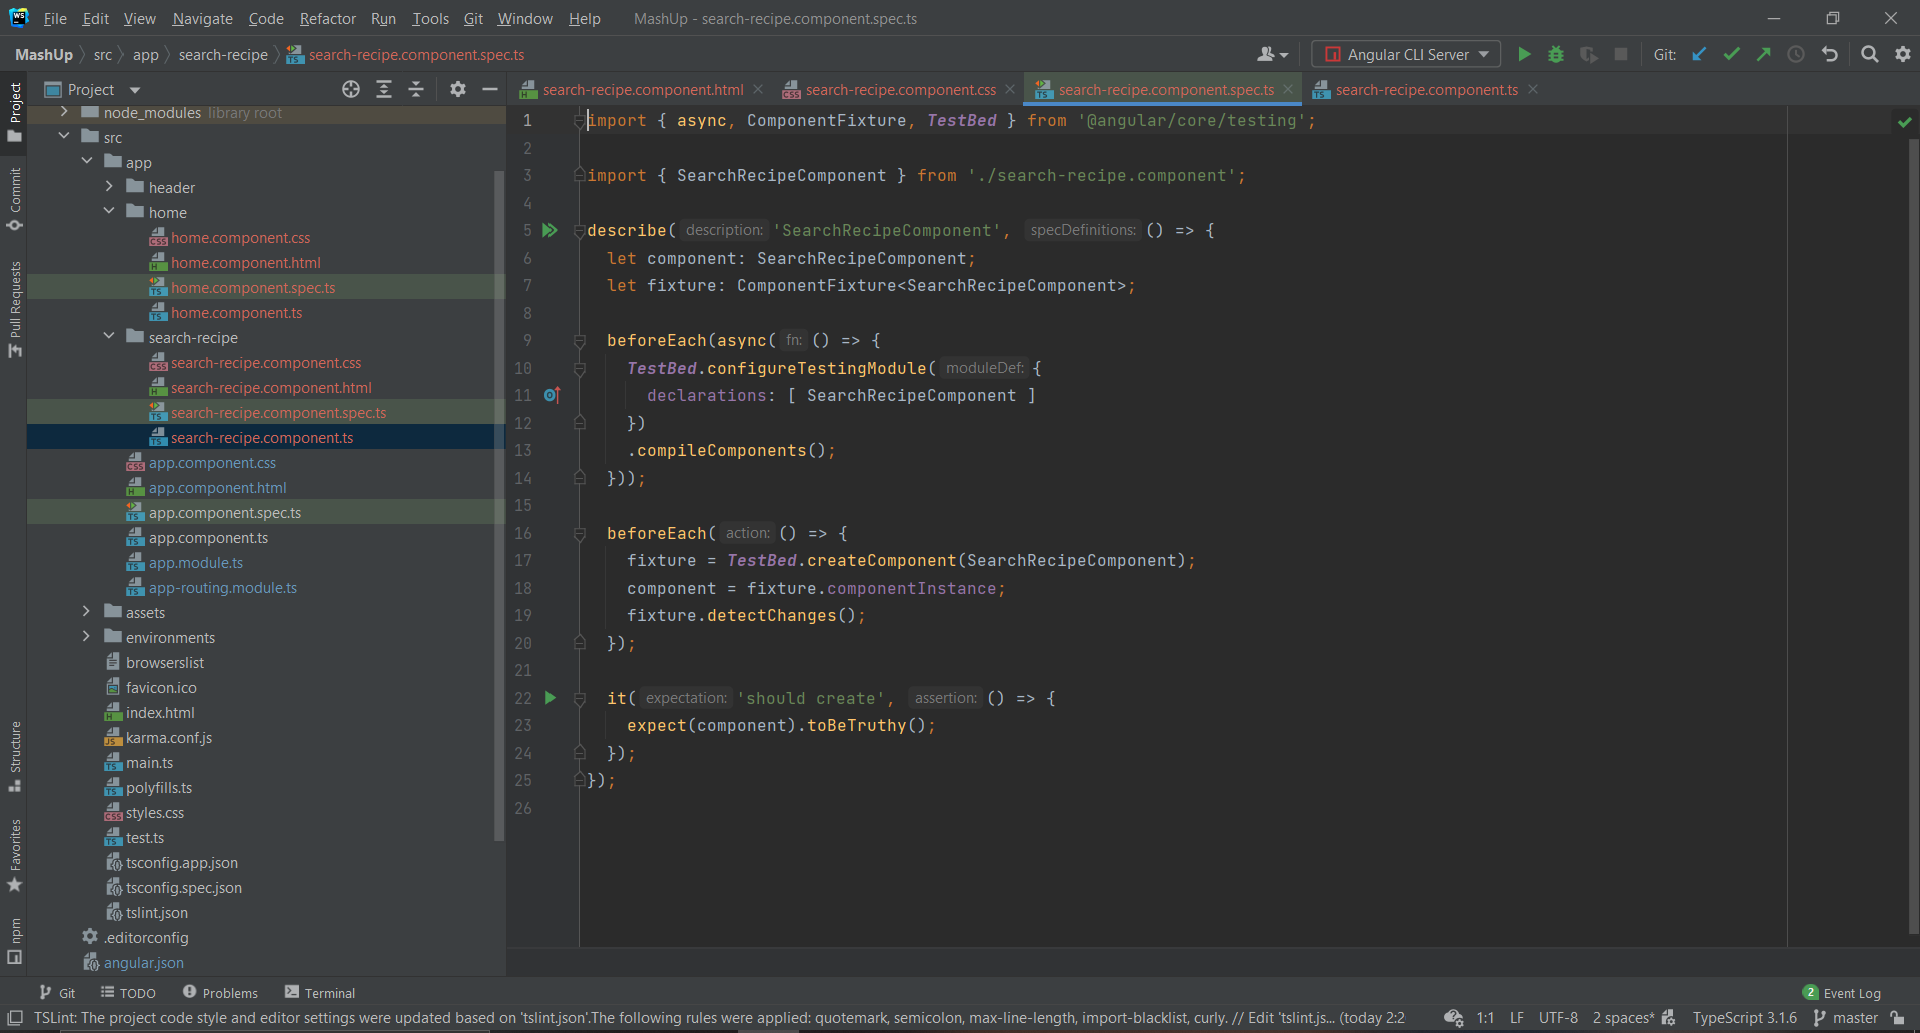 File Edit View Navigate Code Refactor Run Tools Git Window Help MashUp - search-recipe.component.spec.ts
MashUp src app search-recipe search-recipe.component.spec.ts Angular CLI Server Git:
Project
search-recipe.component.html search-recipe.component.css search-recipe.component.spec.ts search-recipe.component.ts
node_modules library root
src
app
header
home
home.component.css
home.component.html
home.component.spec.ts
home.component.ts
search-recipe
search-recipe.component.css
search-recipe.component.html
search-recipe.component.spec.ts
search-recipe.component.ts
app.component.css
app.component.html
app.component.spec.ts
app.component.ts
app.module.ts
app-routing.module.ts
assets
environments
browserslist
favicon.ico
index.html
karma.conf.js
main.ts
polyfills.ts
styles.css
test.ts
tsconfig.app.json
tsconfig.spec.json
tslint.json
.editorconfig
angular.json
Project
Commit
Pull Requests
Structure
Favorites
npm
1 import { async, ComponentFixture, TestBed } from '@angular/core/testing';
2
3 import { SearchRecipeComponent } from './search-recipe.component';
4
5 describe( description: 'SearchRecipeComponent', specDefinitions: () => {
6 let component: SearchRecipeComponent;
7 let fixture: ComponentFixture<SearchRecipeComponent>;
8
9 beforeEach(async( fn: () => {
10 TestBed.configureTestingModule( moduleDef: {
11 declarations: [ SearchRecipeComponent ]
12 })
13 .compileComponents();
14 }));
15
16 beforeEach( action: () => {
17 fixture = TestBed.createComponent(SearchRecipeComponent);
18 component = fixture.componentInstance;
19 fixture.detectChanges();
20 });
21
22 it( expectation: 'should create', assertion: () => {
23 expect(component).toBeTruthy();
24 });
25 });
26
Git TODO Problems Terminal 2 Event Log
TSLint: The project code style and editor settings were updated based on 'tslint.json'.The following rules were applied: quotemark, semicolon, max-line-length, import-blacklist, curly. // Edit 'tslint.js... (today 2:2 1:1 LF UTF-8 2 spaces* TypeScript 3.1.6 master